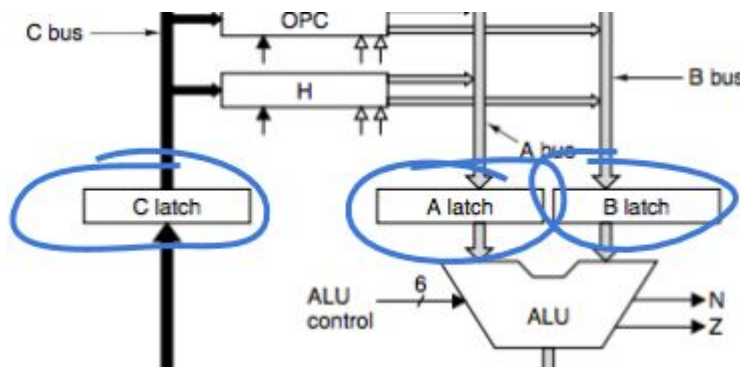 OPC
C bus
H
B bus
A bus
C latch
A latch
B latch
6
ALU
control
ALU
N
Z